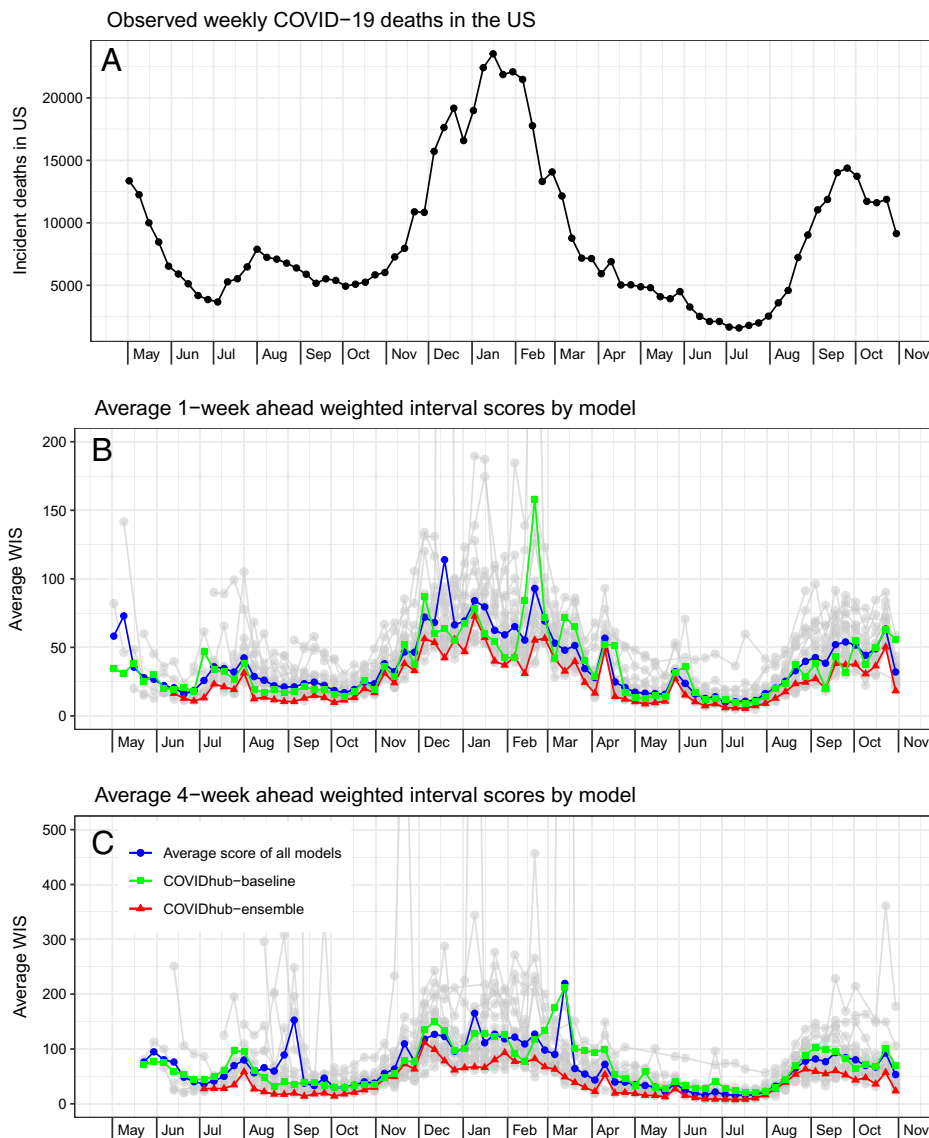 Observed weekly COVID−19 deaths in the US
A
Incident deaths in US
20000
15000
10000
5000
May Jun Jul Aug Sep Oct Nov Dec Jan Feb Mar Apr May Jun Jul Aug Sep Oct Nov
Average 1−week ahead weighted interval scores by model
B
Average WIS
200
150
100
50
0
May Jun Jul Aug Sep Oct Nov Dec Jan Feb Mar Apr May Jun Jul Aug Sep Oct Nov
Average 4−week ahead weighted interval scores by model
C
Average WIS
500
400
300
200
100
0
Average score of all models
COVIDhub−baseline
COVIDhub−ensemble
May Jun Jul Aug Sep Oct Nov Dec Jan Feb Mar Apr May Jun Jul Aug Sep Oct Nov